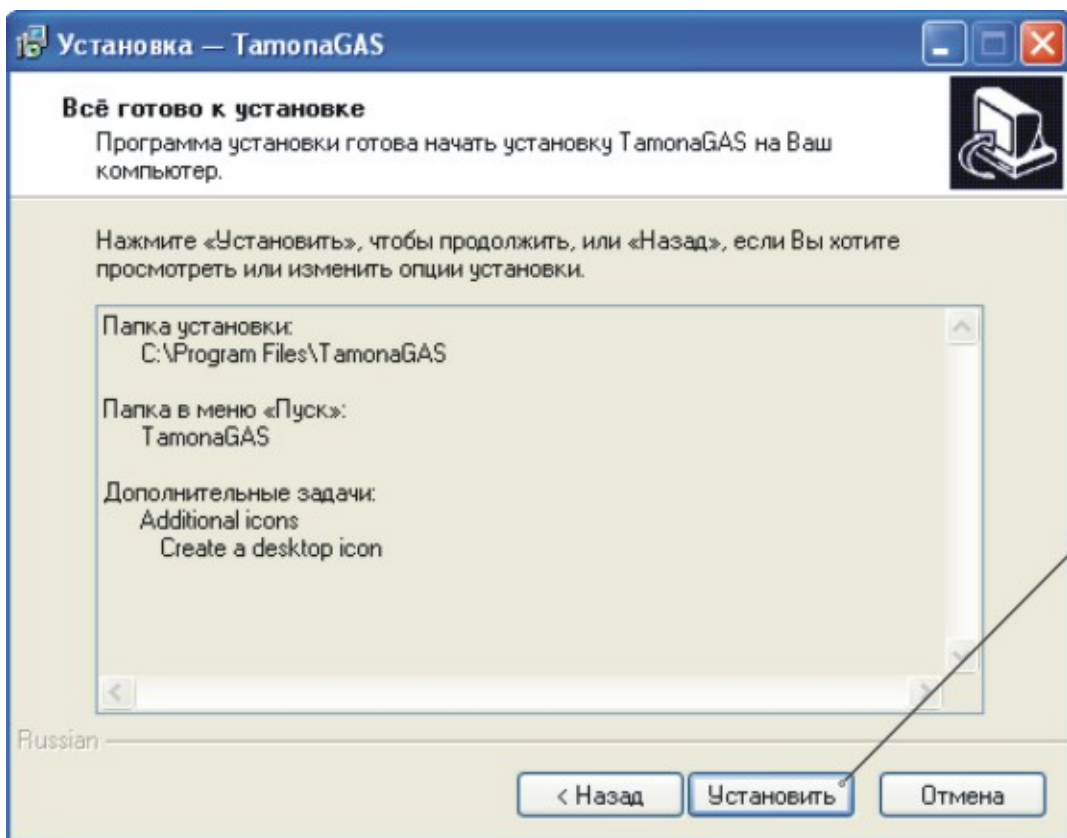 Установка — TamonaGAS
Всё готово к установке
Программа установки готова начать установку TamonaGAS на Ваш
компьютер.
Нажмите «Установить», чтобы продолжить, или «Назад», если Вы хотите
просмотреть или изменить опции установки.
Папка установки:
C:\Program Files\TamonaGAS
Папка в меню «Пуск»:
TamonaGAS
Дополнительные задачи:
Additional icons
Create a desktop icon
Russian
< Назад
Установить
Отмена